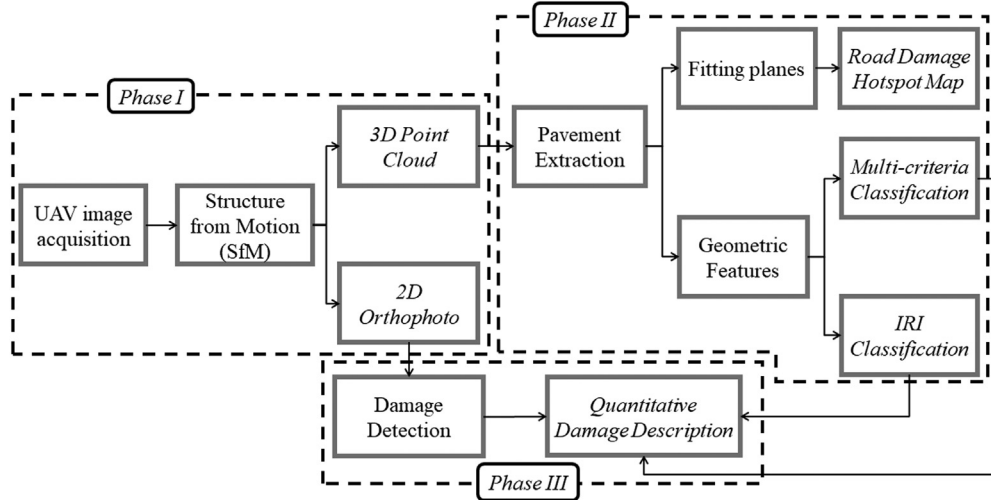 Phase I
UAV image
acquisition
Structure
from Motion
(SfM)
3D Point
Cloud
2D
Orthophoto
Phase II
Pavement
Extraction
Fitting planes
Road Damage
Hotspot Map
Geometric
Features
Multi-criteria
Classification
IRI
Classification
Damage
Detection
Quantitative
Damage Description
Phase III